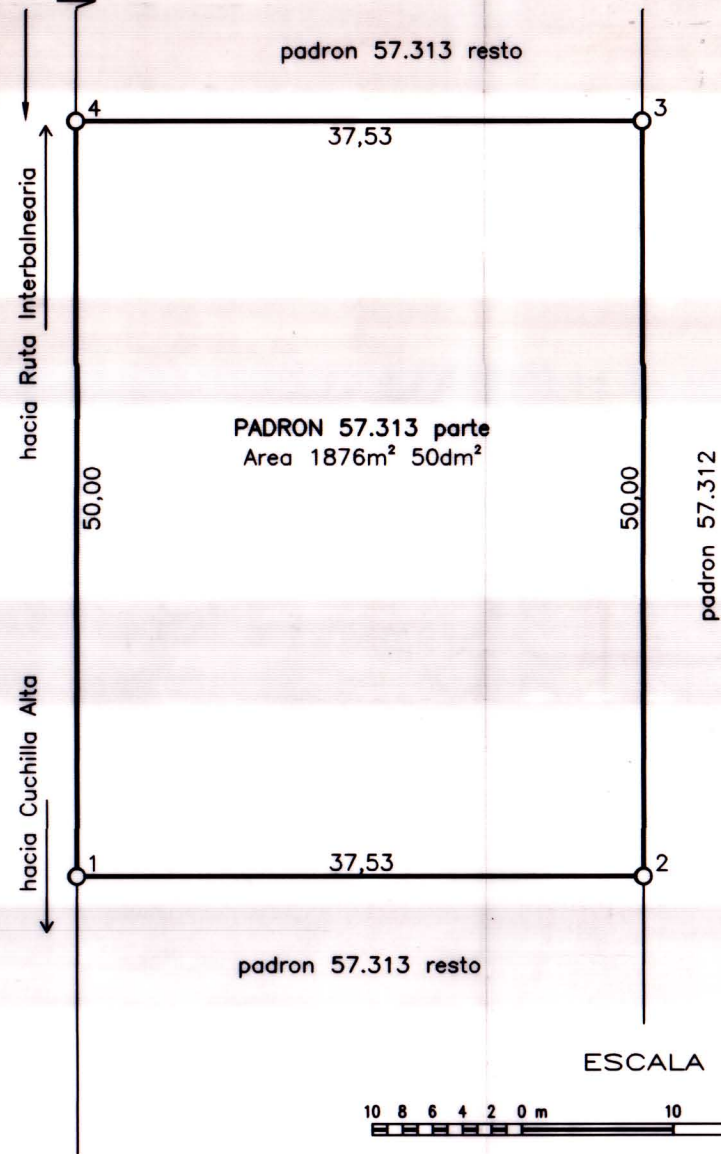 padron 57.313 resto
4
3
37,53
hacia Ruta Interbalnearia
PADRON 57.313 parte
Area 1876m² 50dm²
50,00
50,00
padron 57.312
hacia Cuchilla Alta
37,53
1
2
padron 57.313 resto
ESCALA
10 8 6 4 2 0 m 10